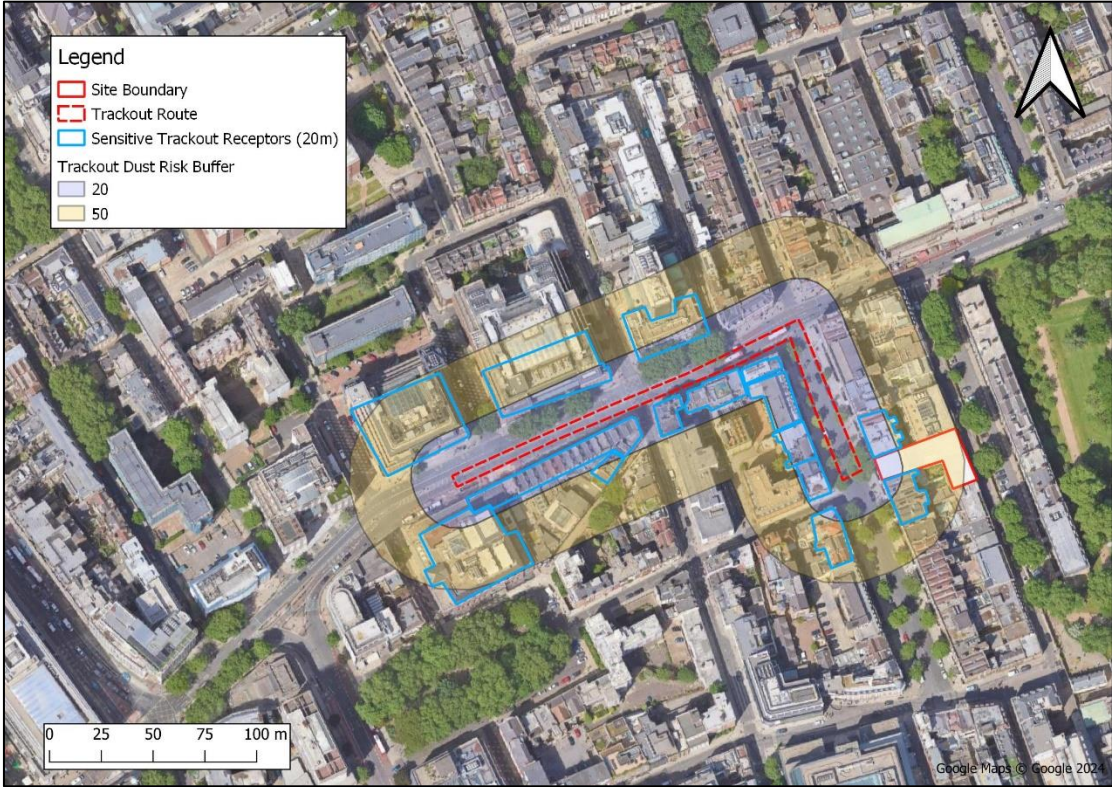 Legend
Site Boundary
Trackout Route
Sensitive Trackout Receptors (20m)
Trackout Dust Risk Buffer
20
50
0 25 50 75 100 m
Google Maps © Google 2024